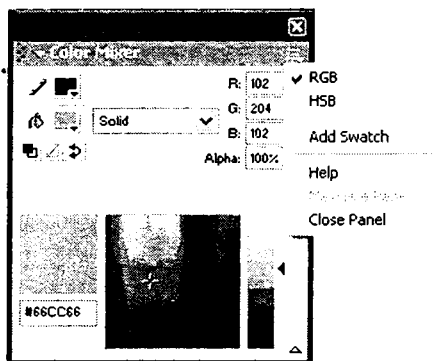 Color Mixer
R: 102
RGB
G: 204
HSB
Solid
B: 102
Add Swatch
Alpha: 100%
Help
Close Panel
#66CC66